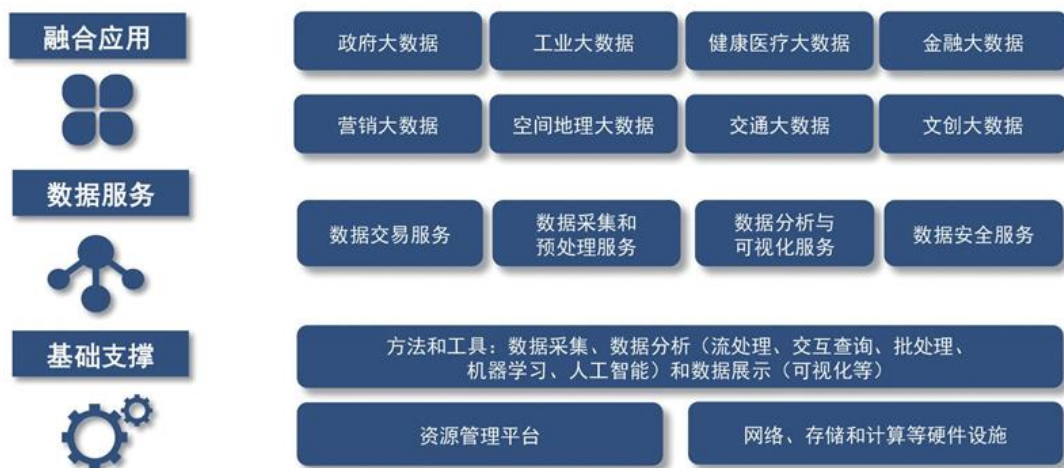 融合应用
政府大数据
工业大数据
健康医疗大数据
金融大数据
营销大数据
空间地理大数据
交通大数据
文创大数据
数据服务
数据交易服务
数据采集和
预处理服务
数据分析与
可视化服务
数据安全服务
基础支撑
方法和工具：数据采集、数据分析（流处理、交互查询、批处理、
机器学习、人工智能）和数据展示（可视化等）
资源管理平台
网络、存储和计算等硬件设施